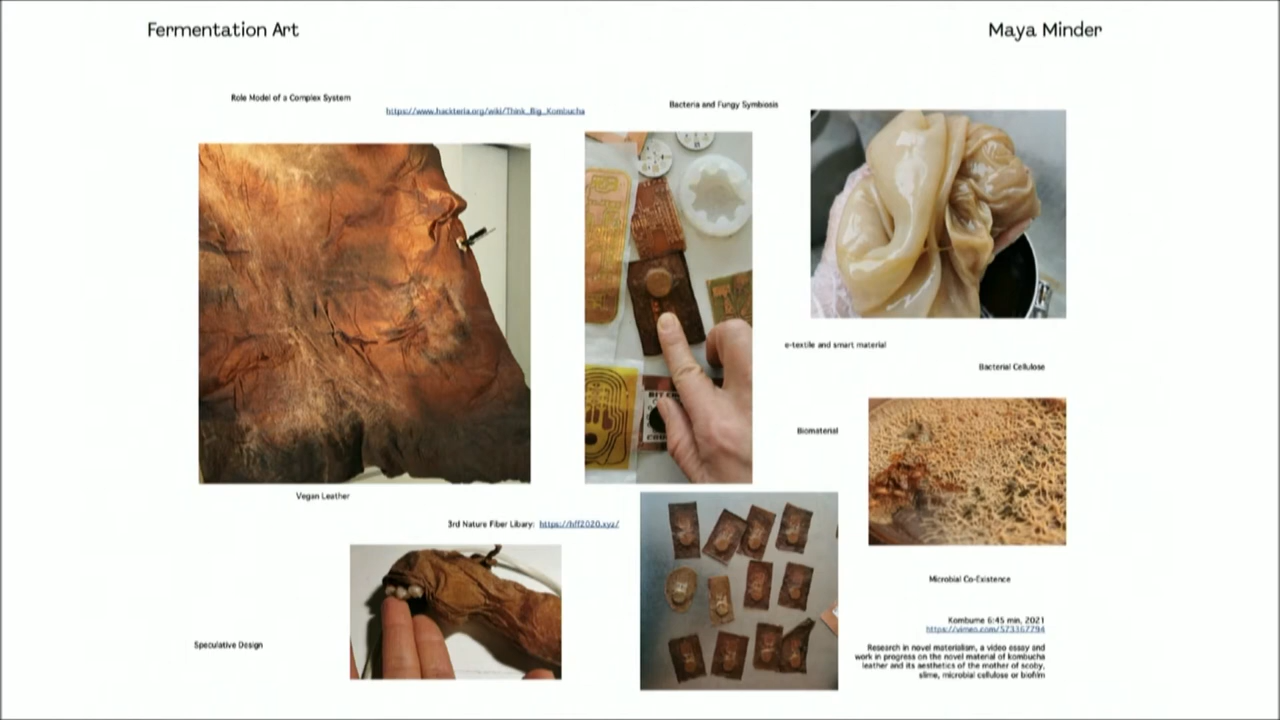 Fermentation Art
Maya Minder
Role Model of a Complex System
https://www.hackteria.org/wiki/Think_Big_Kombucha
Bacteria and Fungy Symbiosis
e-textile and smart material
Bacterial Cellulose
Biomaterial
Vegan Leather
3rd Nature Fiber Libary: https://hff2020.xyz/
Microbial Co-Existence
Speculative Design
Kombume 6:45 min, 2021
https://vimeo.com/573367794
Research in novel materialism, a video essay and
work in progress on the novel material of kombucha
leather and its aesthetics of the mother of scoby,
slime, microbial cellulose or biofilm